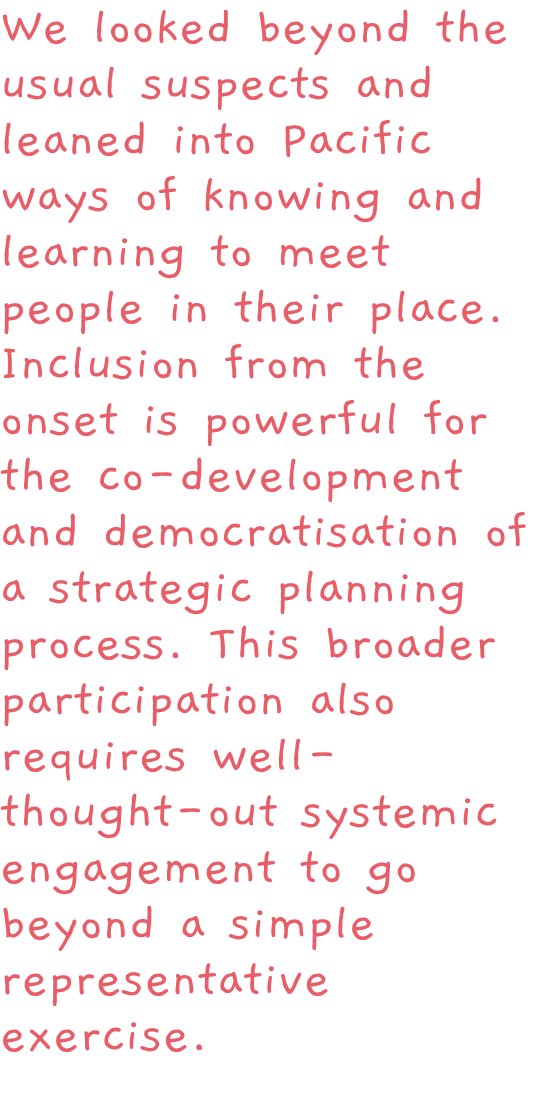 We looked beyond the
usual suspects and
leaned into Pacific
ways of knowing and
learning to meet
people in their place.
Inclusion from the
onset is powerful for
the co-development
and democratisation of
a strategic planning
process. This broader
participation also
requires well-
thought-out systemic
engagement to go
beyond a simple
representative
exercise.